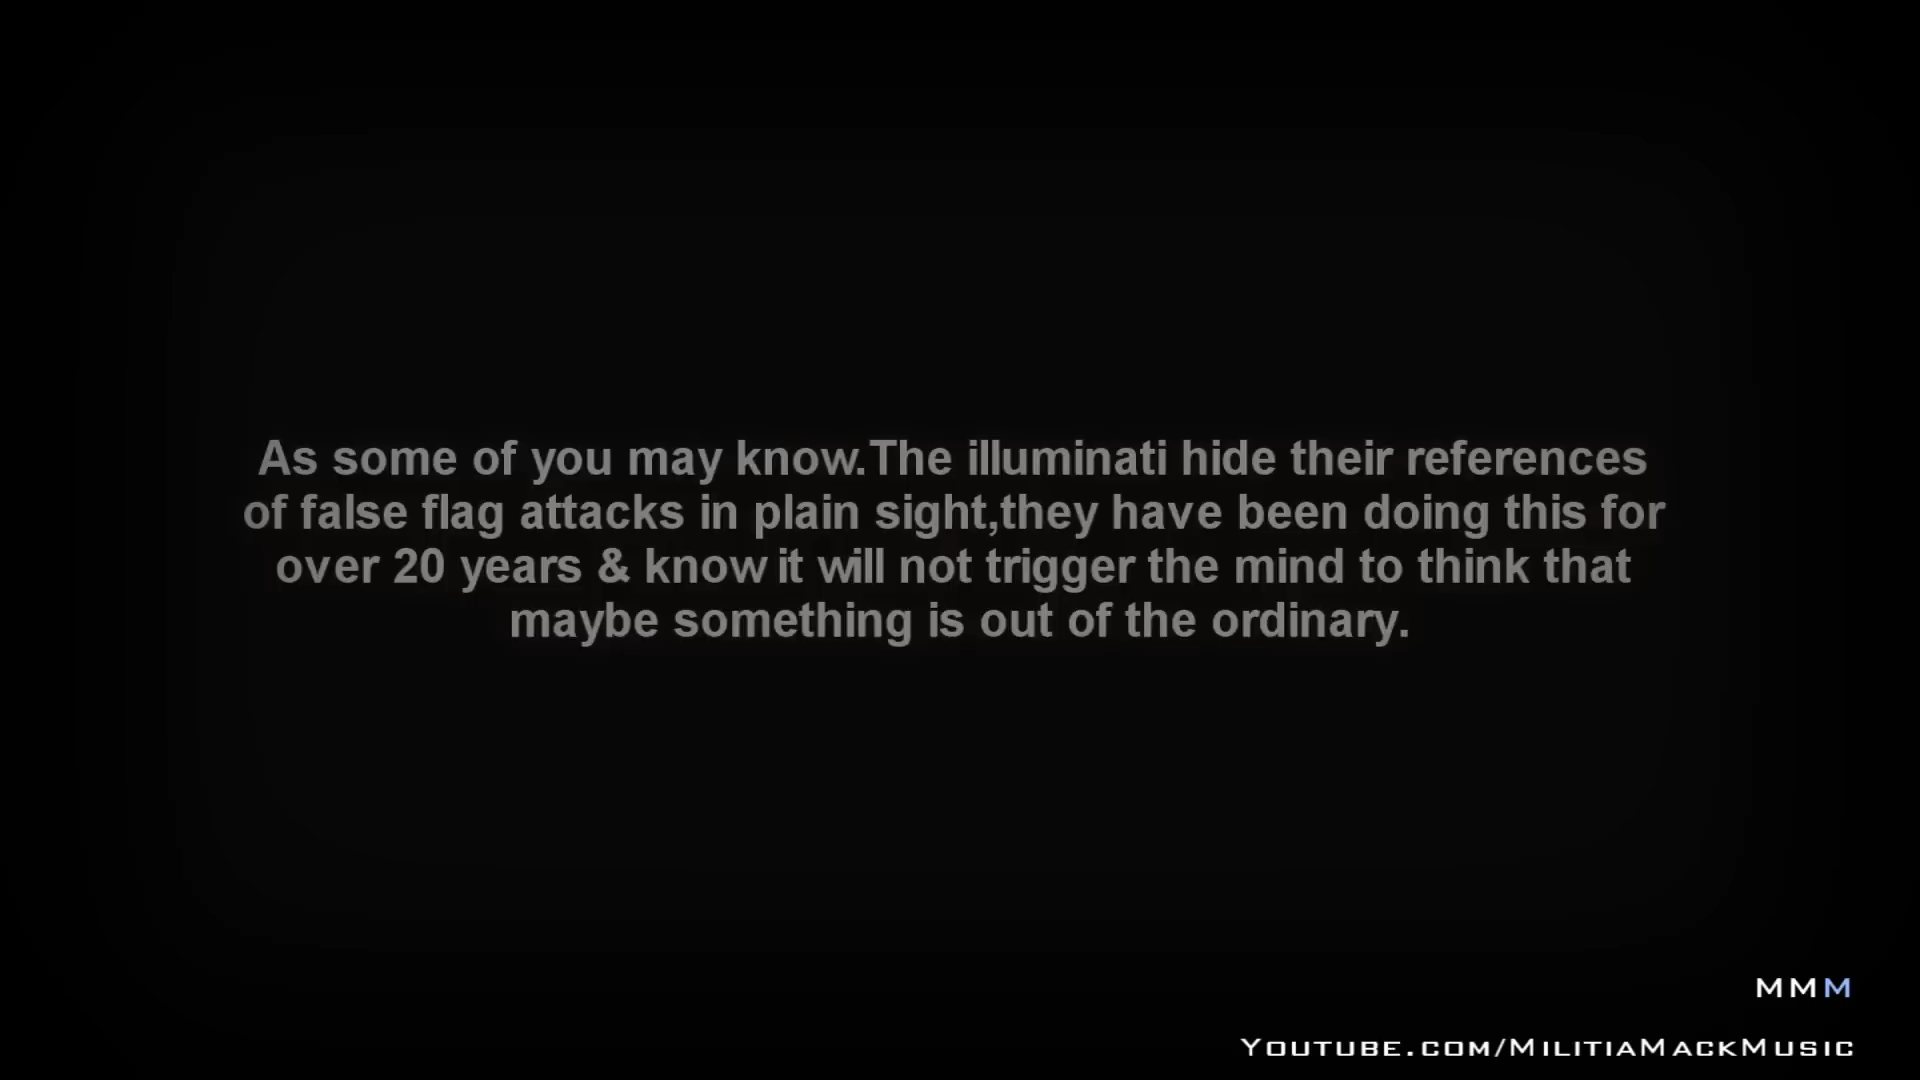 As some of you may know.The illuminati hide their references
of false flag attacks in plain sight,they have been doing this for
over 20 years & know it will not trigger the mind to think that
maybe something is out of the ordinary.
MMM
Youtube.com/MilitiaMackMusic